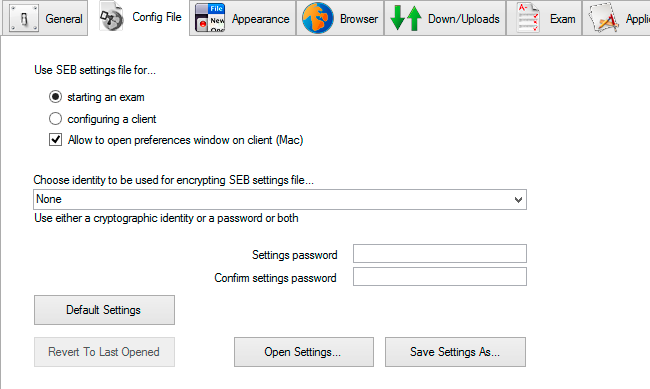 General
Config File
File
New
Ope
Appearance
Browser
Down/Uploads
Exam
Applic
Use SEB settings file for...
starting an exam
configuring a client
Allow to open preferences window on client (Mac)
Choose identity to be used for encrypting SEB settings file...
None
Use either a cryptographic identity or a password or both
Settings password
Confirm settings password
Default Settings
Revert To Last Opened
Open Settings...
Save Settings As...